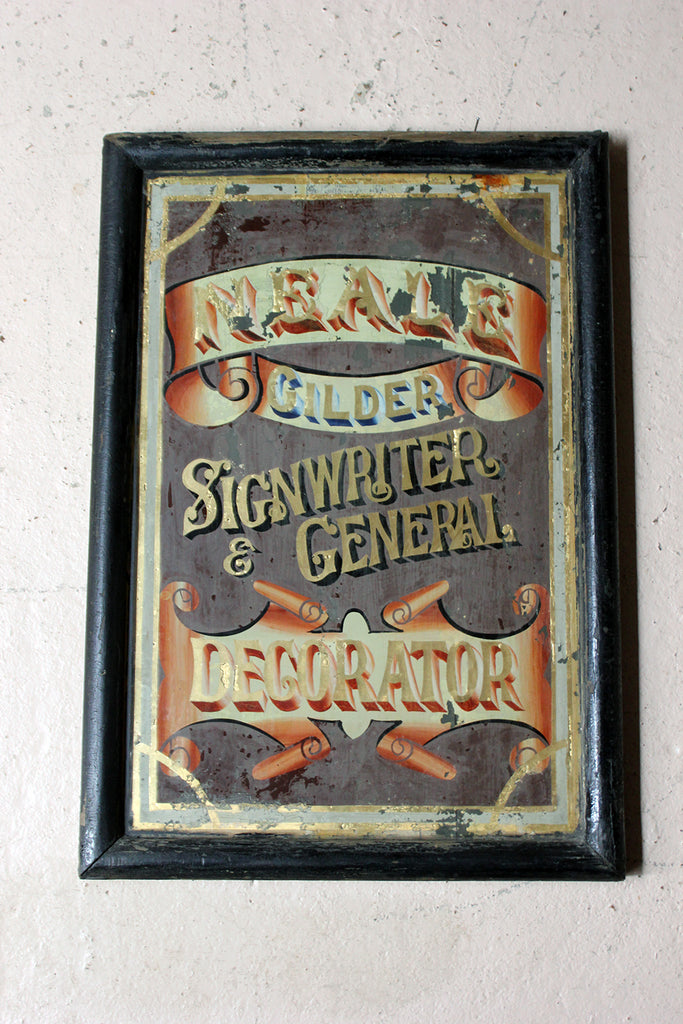 NEALE
GILDER
SIGNWRITER
& GENERAL
DECORATOR